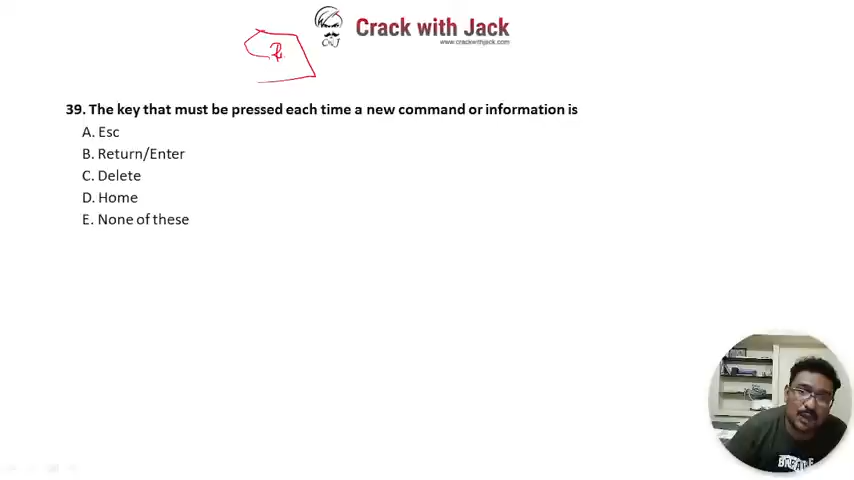 CWJ
Crack with Jack
www.crackwithjack.com
39. The key that must be pressed each time a new command or information is
A. Esc
B. Return/Enter
C. Delete
D. Home
E. None of these